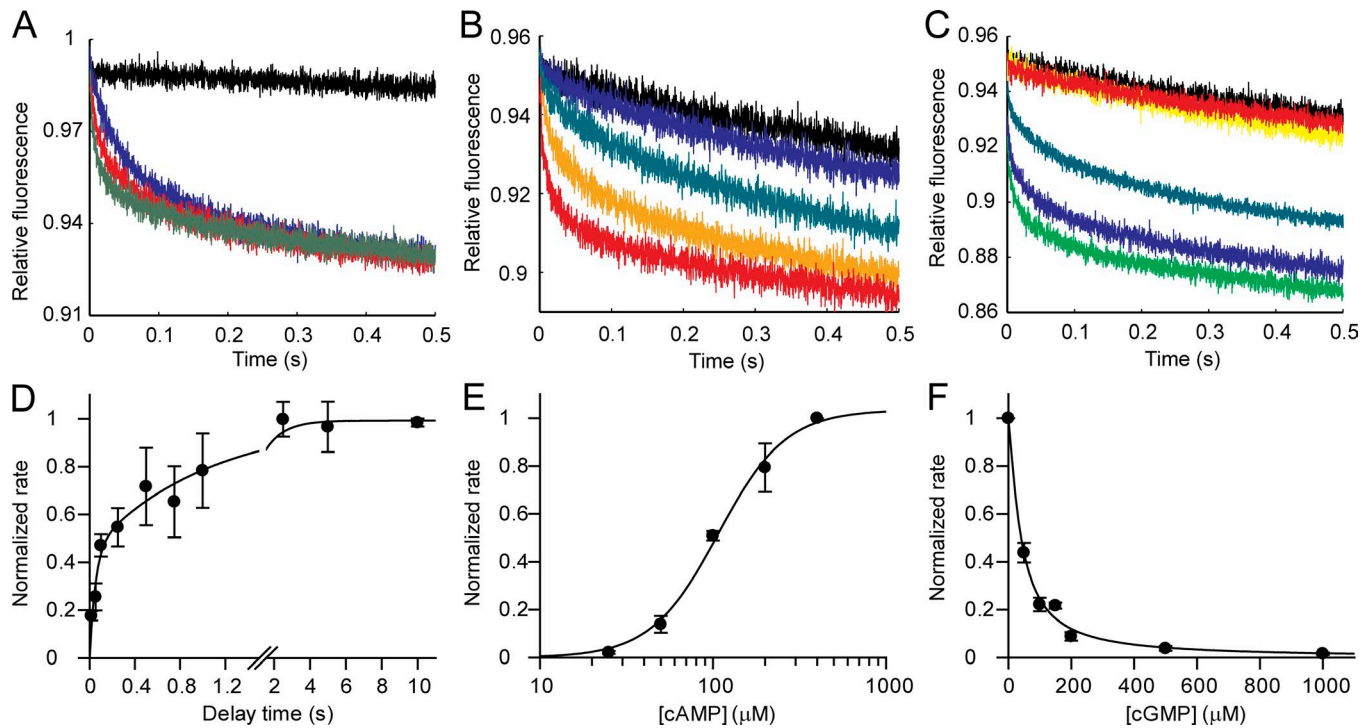 A
1
0.97
0.94
0.91
Relative fluorescence
0 0.1 0.2 0.3 0.4 0.5
Time (s)
B
0.96
0.94
0.92
0.9
Relative fluorescence
0 0.1 0.2 0.3 0.4 0.5
Time (s)
C
0.96
0.94
0.92
0.9
0.88
0.86
Relative fluorescence
0 0.1 0.2 0.3 0.4 0.5
Time (s)
D
1
0.8
0.6
0.4
0.2
0
Normalized rate
0 0.4 0.8 1.2 2 4 6 8 10
Delay time (s)
E
1
0.8
0.6
0.4
0.2
0
Normalized rate
10 100 1000
[cAMP] (μM)
F
1
0.8
0.6
0.4
0.2
0
Normalized rate
0 200 400 600 800 1000
[cGMP] (μM)